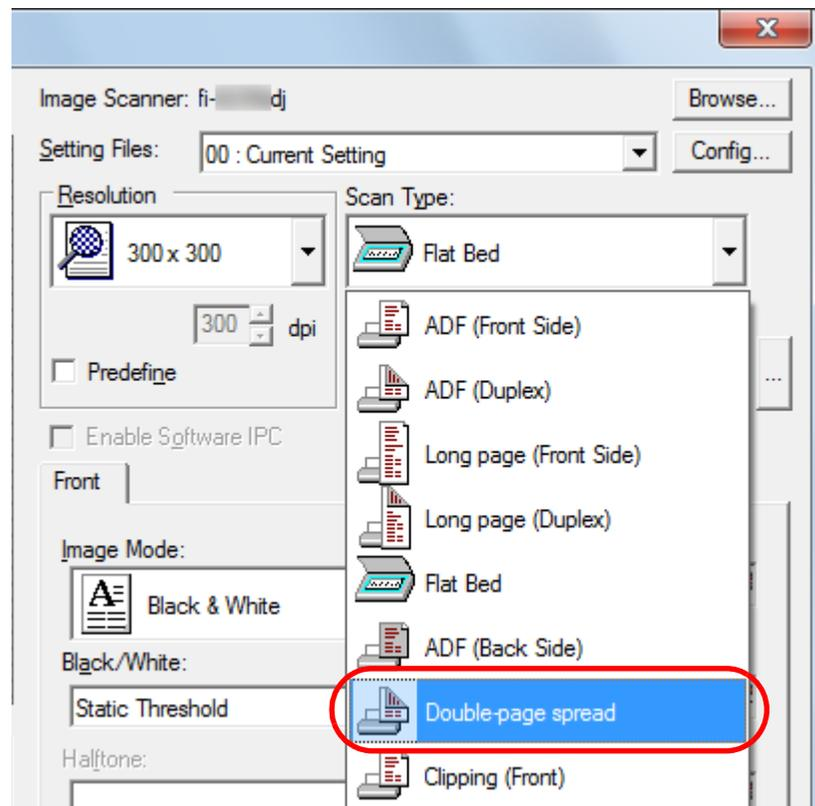 Image Scanner: fi- dj
Browse...
Setting Files:
00 : Current Setting
Config...
Resolution
Scan Type:
300 x 300
Flat Bed
300
dpi
Predefine
...
Enable Software IPC
Front
Image Mode:
Black & White
Black/White:
Static Threshold
Halftone:
ADF (Front Side)
ADF (Duplex)
Long page (Front Side)
Long page (Duplex)
Flat Bed
ADF (Back Side)
Double-page spread
Clipping (Front)